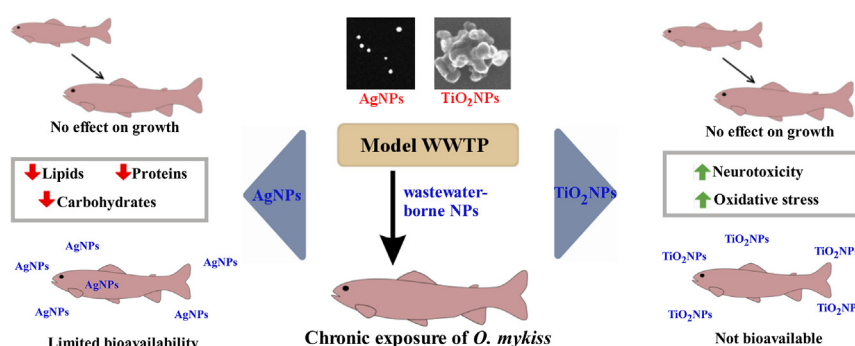 AgNPs
TiO2NPs
Model WWTP
wastewater-
borne NPs
Chronic exposure of O. mykiss
AgNPs
TiO2NPs
No effect on growth
Lipids
Proteins
Carbohydrates
AgNPs
AgNPs
AgNPs
AgNPs
AgNPs
AgNPs
Limited bioavailability
No effect on growth
Neurotoxicity
Oxidative stress
TiO2NPs
TiO2NPs
TiO2NPs
TiO2NPs
TiO2NPs
Not bioavailable